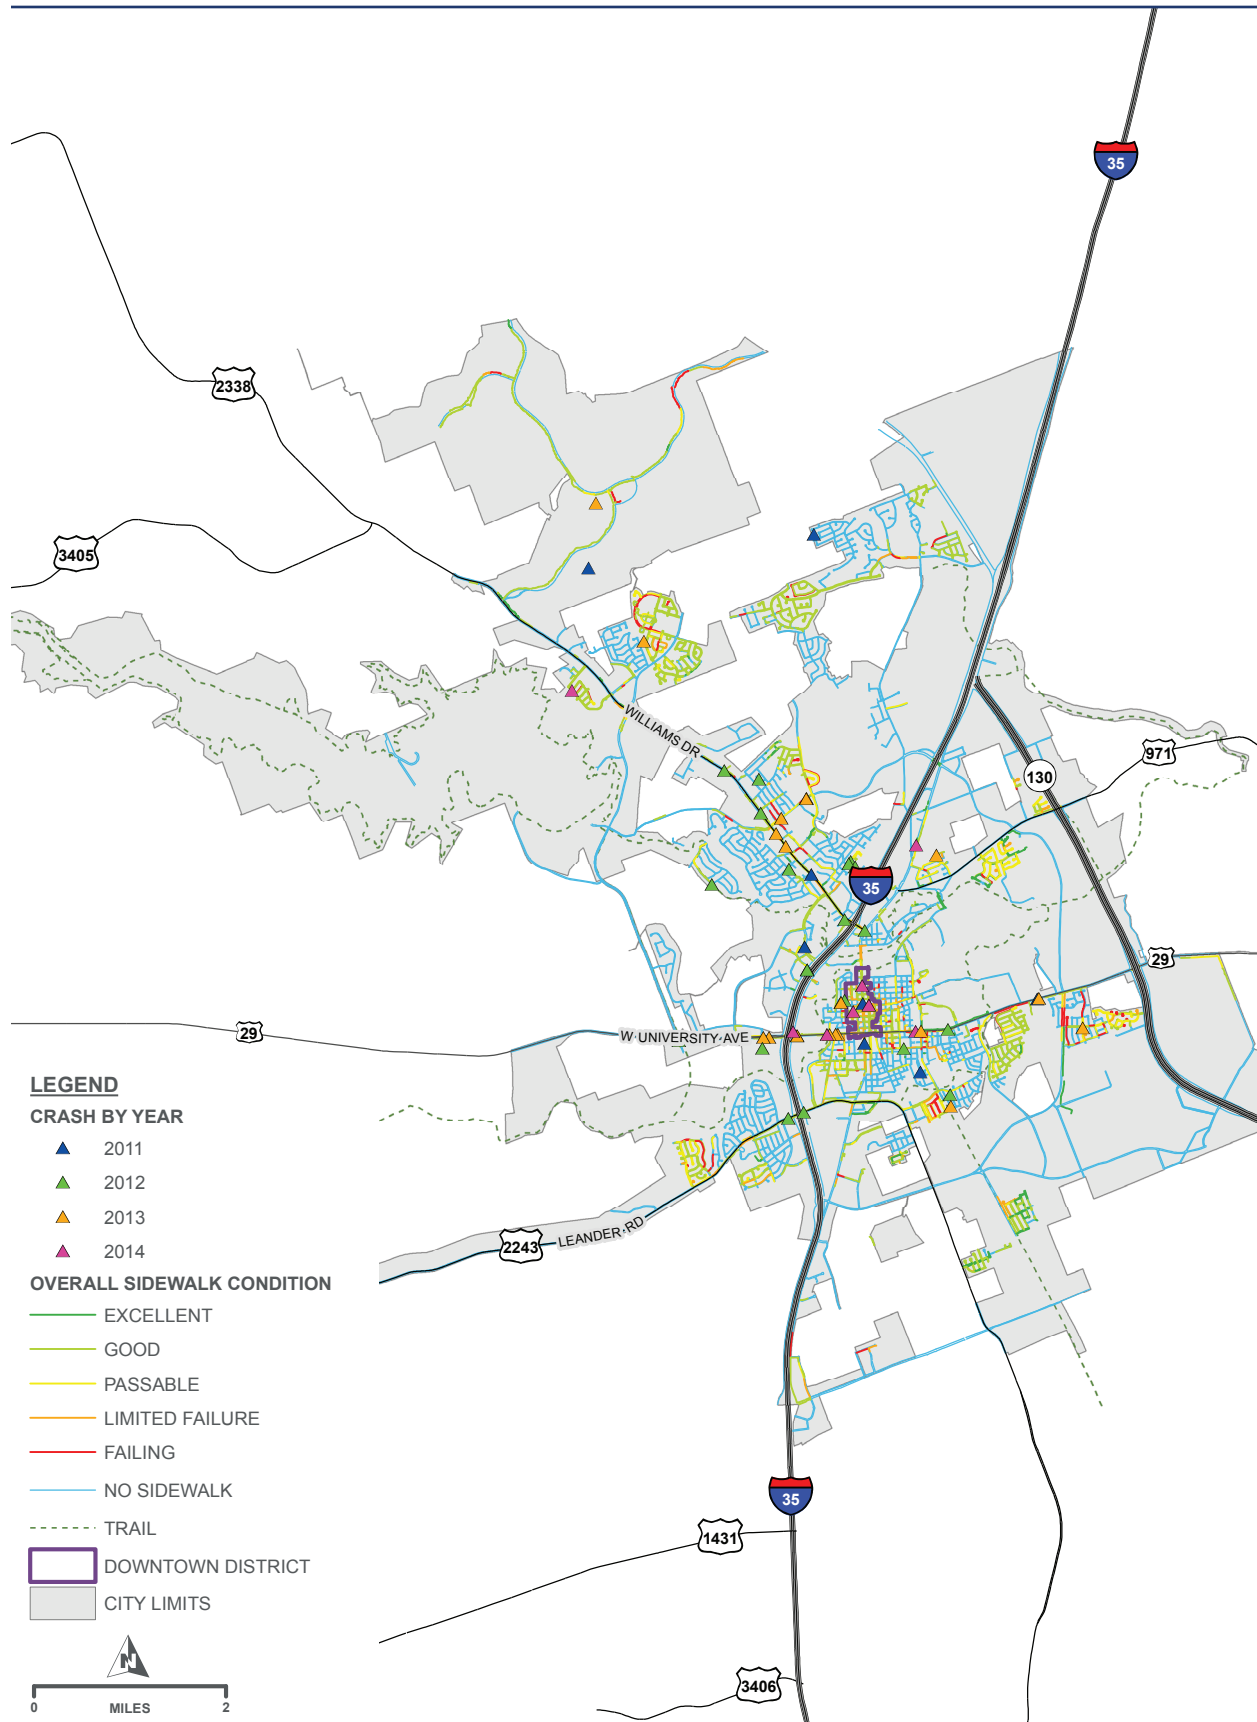 35
2338
3405
WILLIAMS DR
971
130
35
29
29
W UNIVERSITY AVE
LEGEND
CRASH BY YEAR
2011
2012
2013
2014
2243
LEANDER RD
OVERALL SIDEWALK CONDITION
EXCELLENT
GOOD
PASSABLE
LIMITED FAILURE
FAILING
NO SIDEWALK
TRAIL
DOWNTOWN DISTRICT
CITY LIMITS
35
1431
N
3406
0 MILES 2